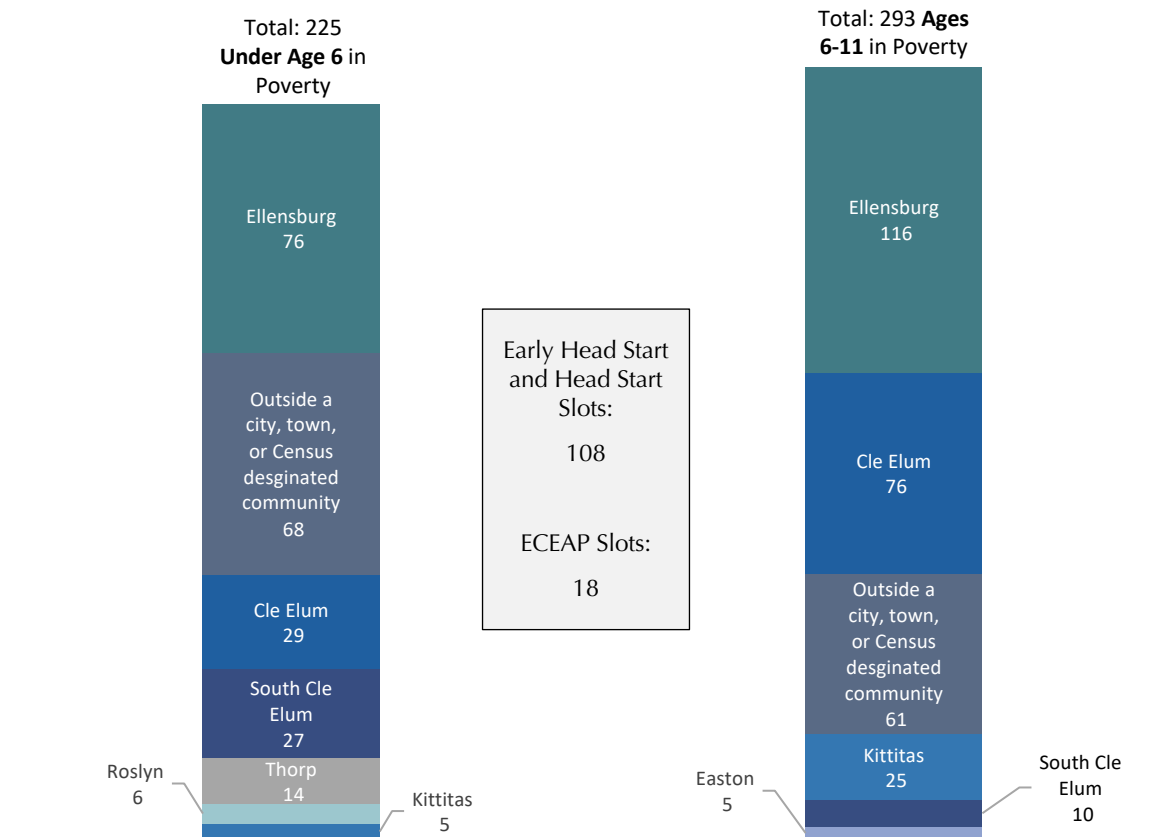 Total: 225
Under Age 6 in
Poverty
Ellensburg
76
Outside a
city, town,
or Census
desginated
community
68
Cle Elum
29
South Cle
Elum
27
Thorp
14
Roslyn
6
Kittitas
5
Early Head Start
and Head Start
Slots:
108
ECEAP Slots:
18
Total: 293 Ages
6-11 in Poverty
Ellensburg
116
Cle Elum
76
Outside a
city, town,
or Census
desginated
community
61
Kittitas
25
Easton
5
South Cle
Elum
10